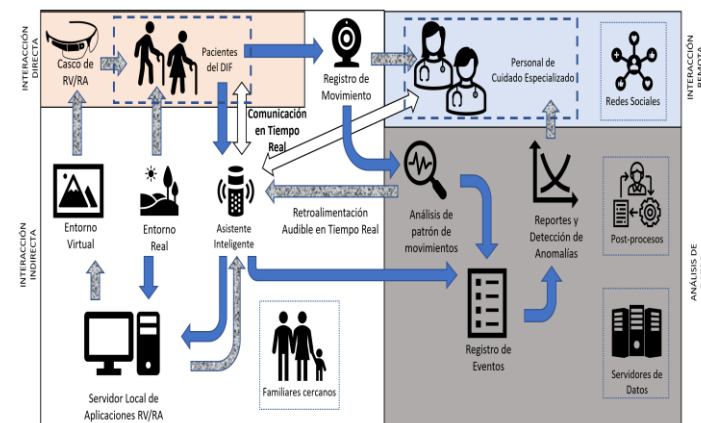 INTERACCIÓN
DIRECTA
Casco de
RV/RA
Pacientes
del DIF
Registro de
Movimiento
Personal de
Cuidado Especializado
Redes Sociales
INTERACCIÓN
REMOTA
Comunicación
en Tiempo
Real
INTERACCIÓN
INDIRECTA
Entorno
Virtual
Entorno
Real
Asistente
Inteligente
Retroalimentación
Audible en Tiempo Real
Análisis de
patrón de
movimientos
Reportes y
Detección de
Anomalías
Post-procesos
ANÁLISIS DE
Servidor Local de
Aplicaciones RV/RA
Familiares cercanos
Registro de
Eventos
Servidores de
Datos